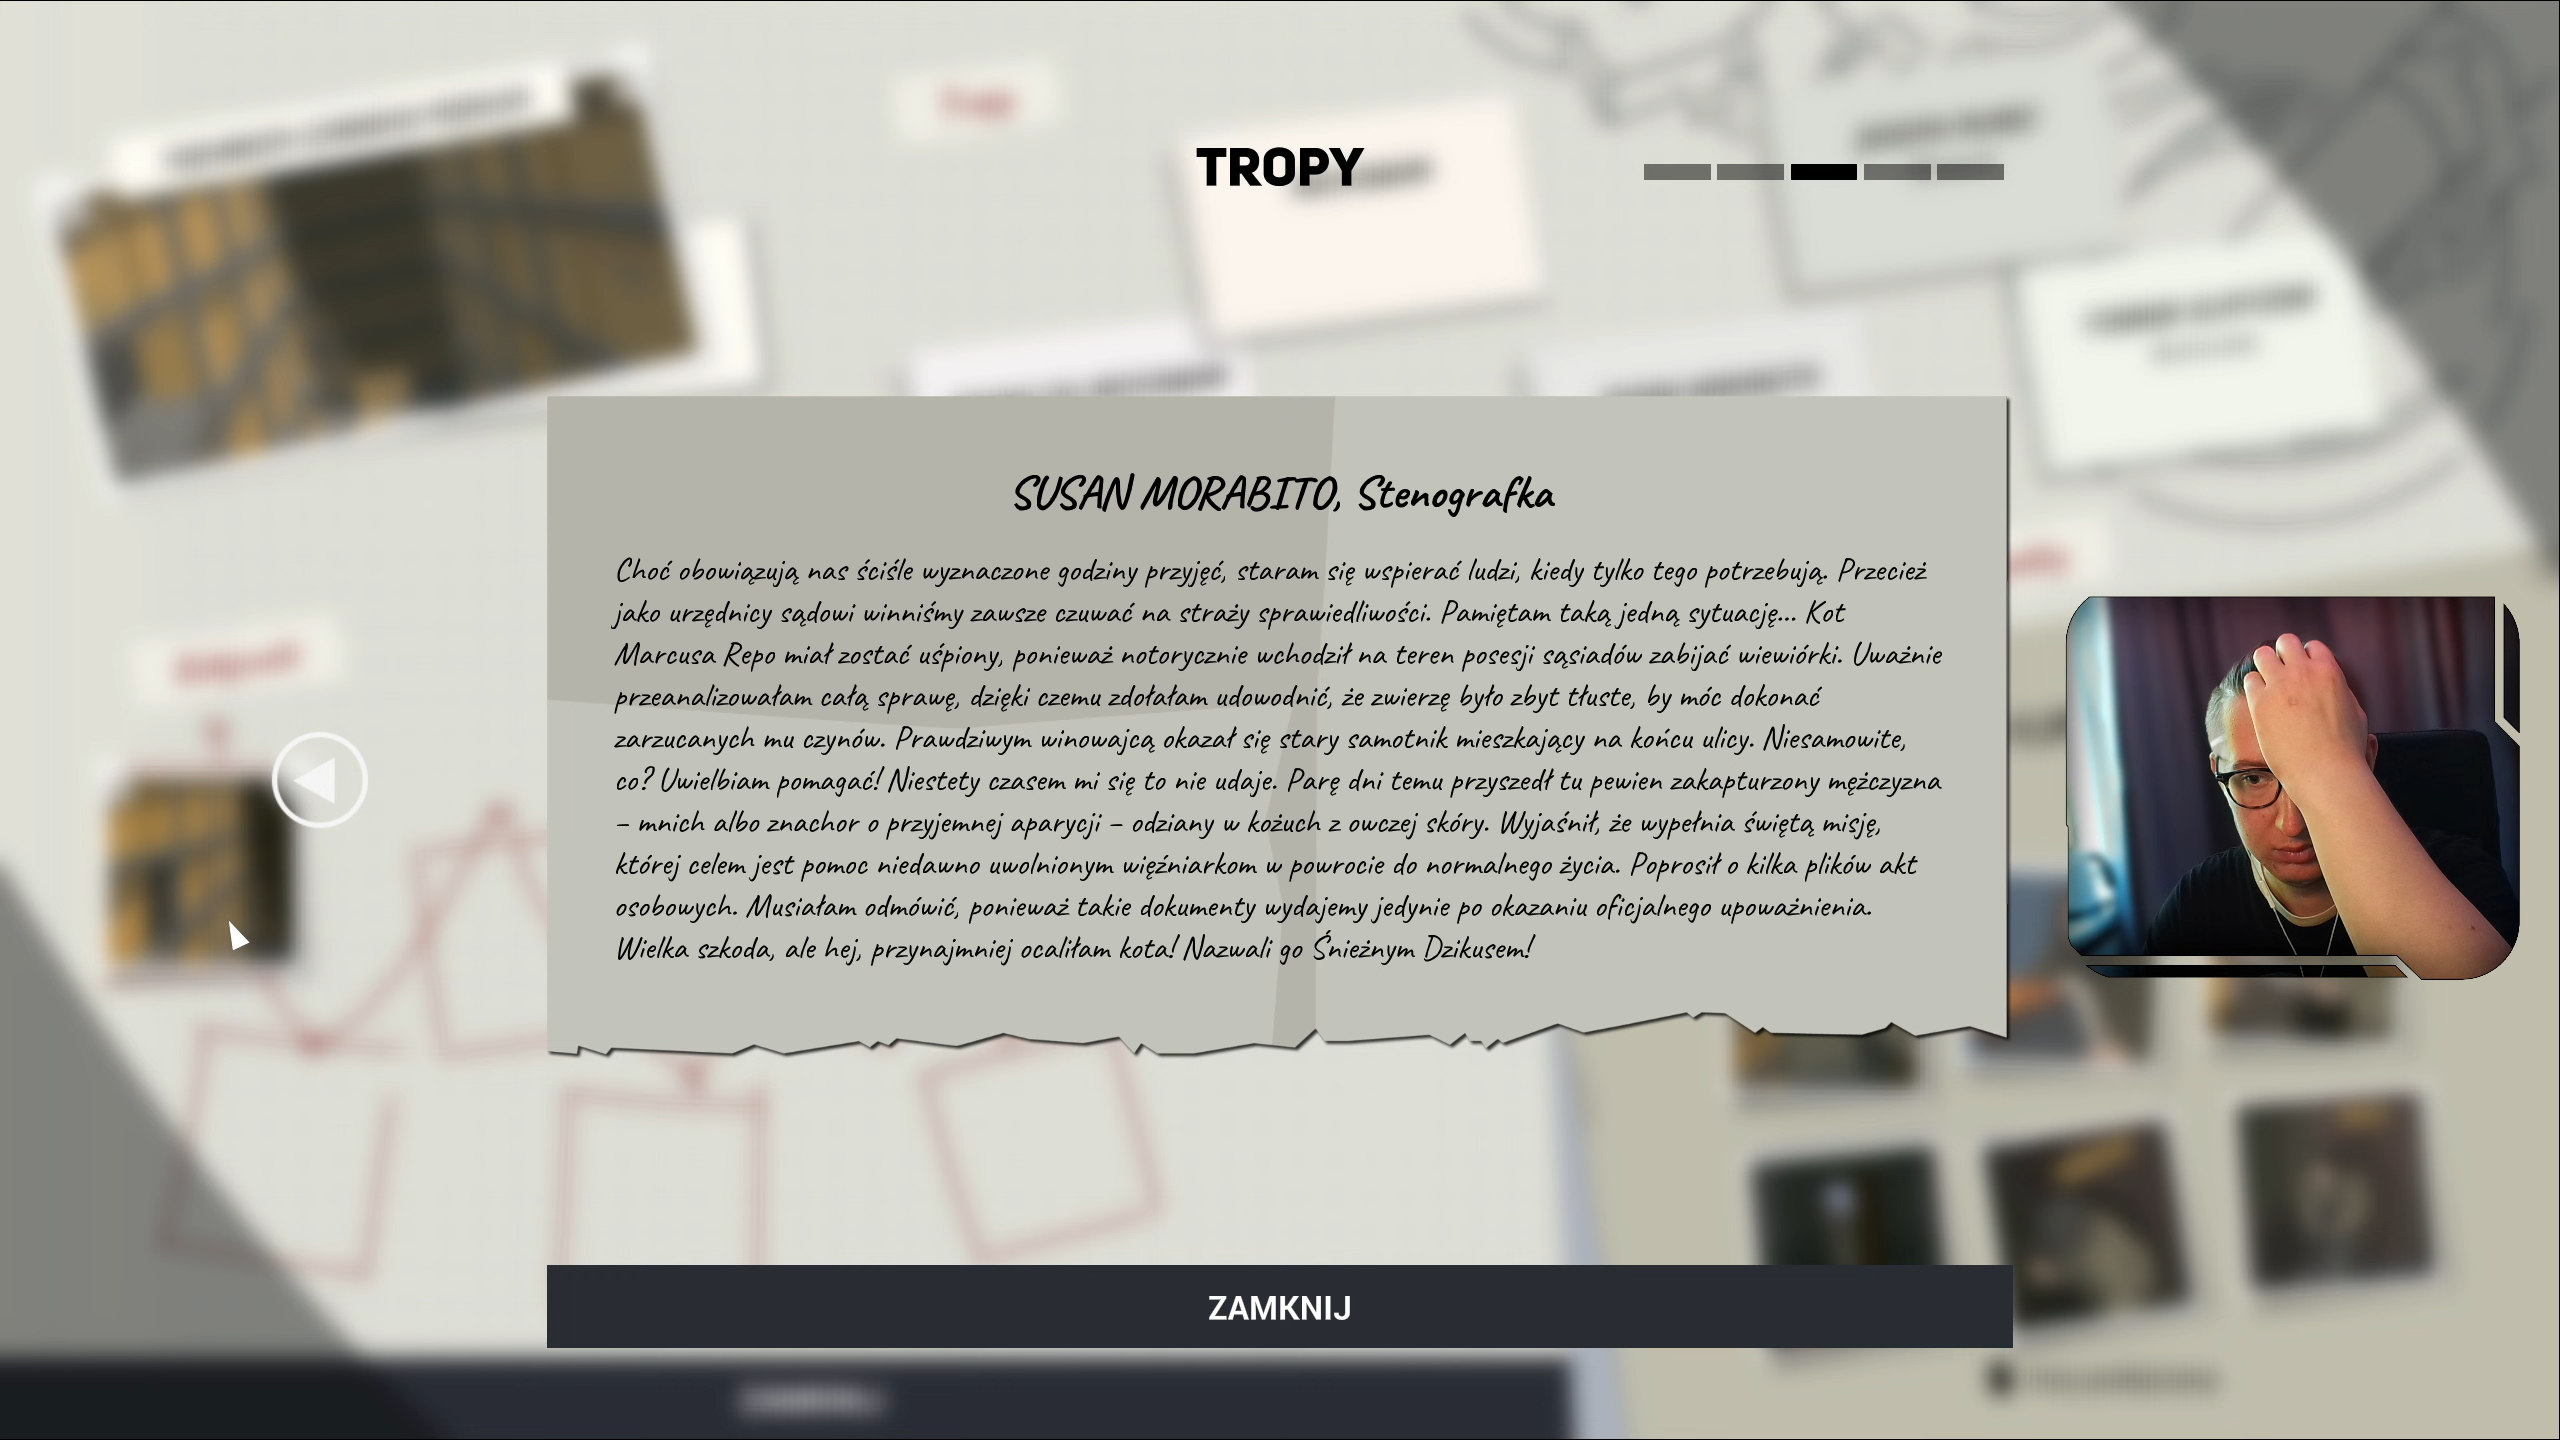 TROPY
SUSAN MORABITO, Stenografka
Choć obowiązują nas ściśle wyznaczone godziny przyjęć, staram się wspierać ludzi, kiedy tylko tego potrzebują. Przecież
jako urzędnicy sądowi winniśmy zawsze czuwać na straży sprawiedliwości. Pamiętam taką jedną sytuację... Kot
Marcusa Repo miał zostać uśpiony, ponieważ notorycznie wchodził na teren posesji sąsiadów zabijać wiewiórki. Uważnie
przeanalizowałam całą sprawę, dzięki czemu zdołałam udowodnić, że zwierzę było zbyt tłuste, by móc dokonać
zarzucanych mu czynów. Prawdziwym winowajcą okazał się stary samotnik mieszkający na końcu ulicy. Niesamowite,
co? Uwielbiam pomagać! Niestety czasem mi się to nie udaje. Parę dni temu przyszedł tu pewien zakapturzony mężczyzna
– mnich albo znachor o przyjemnej aparycji – odziany w kożuch z owczej skóry. Wyjaśnił, że wypełnia świętą misję,
której celem jest pomoc niedawno uwolnionym więźniarkom w powrocie do normalnego życia. Poprosił o kilka plików akt
osobowych. Musiałam odmówić, ponieważ takie dokumenty wydajemy jedynie po okazaniu oficjalnego upoważnienia.
Wielka szkoda, ale hej, przynajmniej ocaliłam kota! Nazwali go Śnieżnym Dzikusem!
ZAMKNIJ